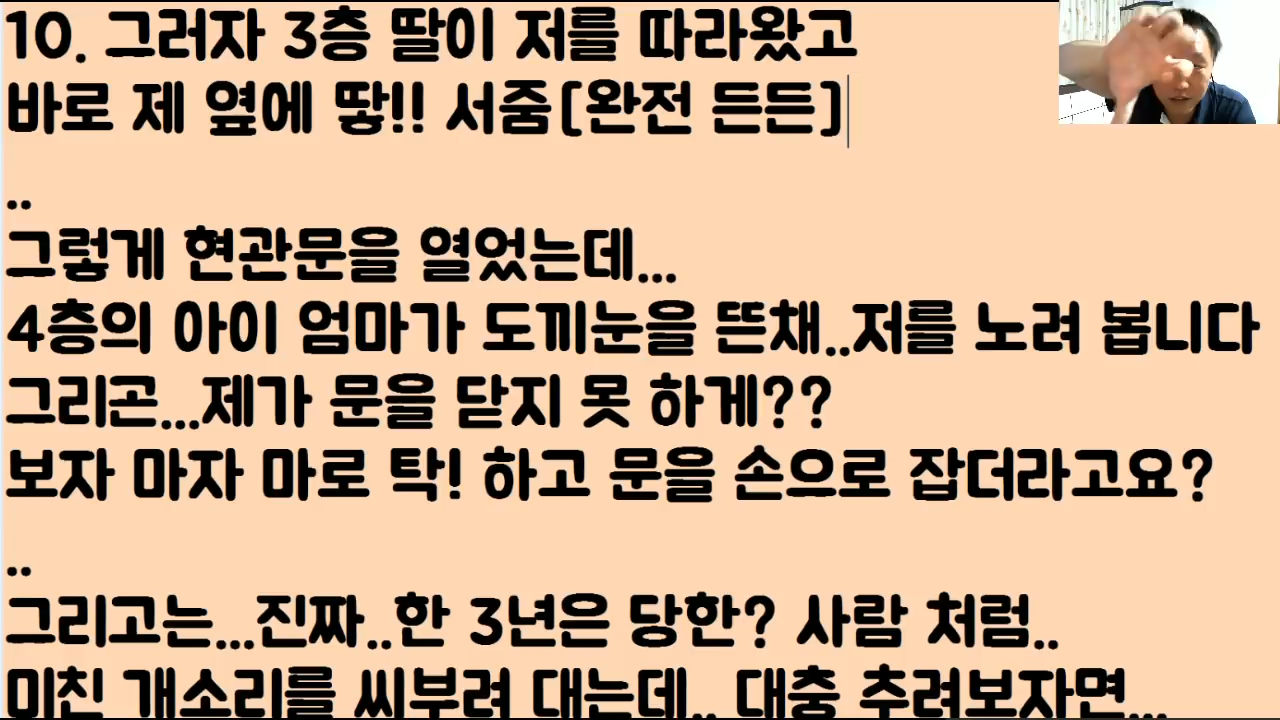 10. 그러자 3층 딸이 저를 따라왔고
바로 제 옆에 땋!! 서줌[완전 든든]
..
그렇게 현관문을 열었는데...
4층의 아이 엄마가 도끼눈을 뜬채..저를 노려 봅니다
그리곤...제가 문을 닫지 못 하게??
보자 마자 마로 탁! 하고 문을 손으로 잡더라고요?
..
그리고는...진짜..한 3년은 당한? 사람 처럼..
미친 개소리를 씨부려 대는데.. 대충 추려보자면...